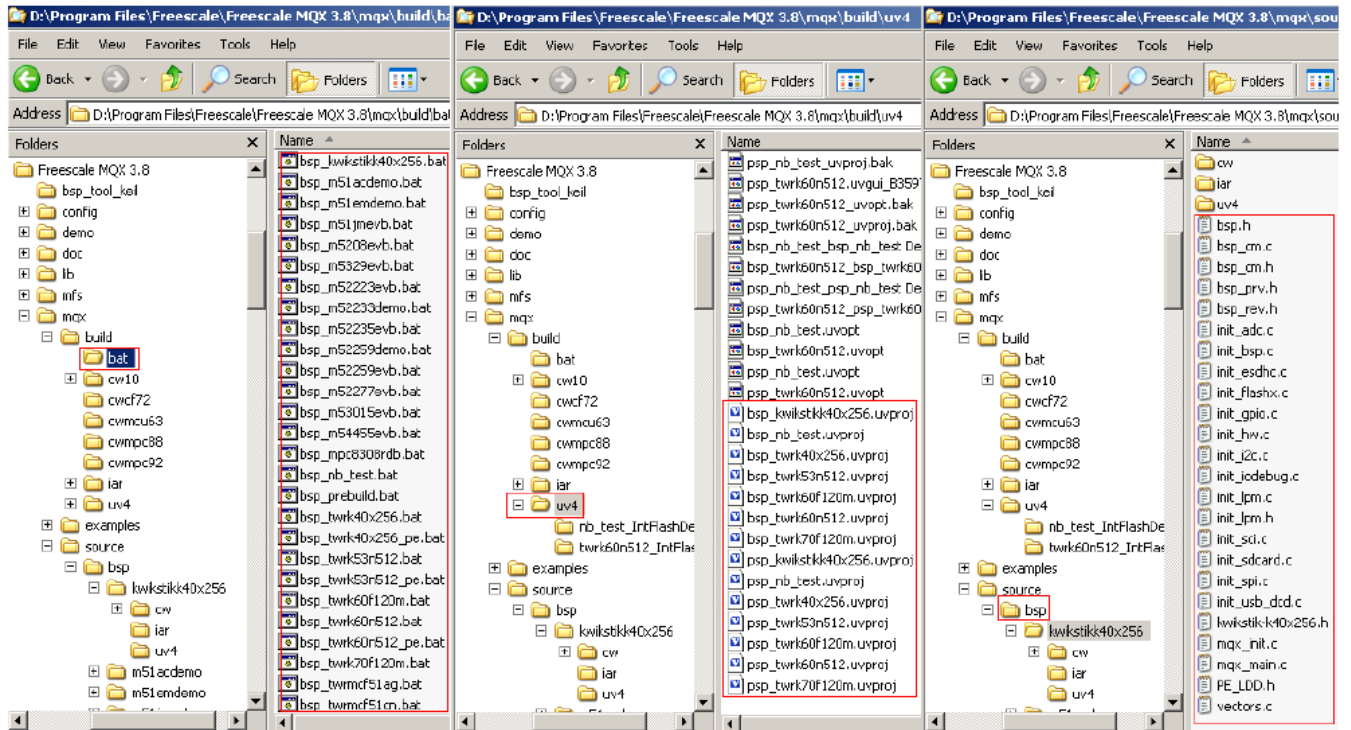 D:\Program Files\Freescale\Freescale MQX 3.8\mqx\build\ba
File Edit View Favorites Tools Help
Back Search Folders
Address D:\Program Files\Freescale\Freescale MQX 3.8\mqx\build\bat
Folders
Freescale MQX 3.8
bsp_tool_keil
config
demo
doc
lib
mfs
mqx
build
bat
cw10
cwcf72
cwmcu63
cwmpc88
cwmpc92
iar
uv4
examples
source
bsp
kwikstikk40x256
cw
iar
uv4
m51acdemo
m51emdemo
Name
bsp_kwikstikk40x256.bat
bsp_m51acdemo.bat
bsp_m51emdemo.bat
bsp_m51jmevb.bat
bsp_m5208evb.bat
bsp_m5329evb.bat
bsp_m52223evb.bat
bsp_m52233demo.bat
bsp_m52235evb.bat
bsp_m52259demo.bat
bsp_m52259evb.bat
bsp_m52277evb.bat
bsp_m53015evb.bat
bsp_m54455evb.bat
bsp_mpc8308rdb.bat
bsp_nb_test.bat
bsp_prebuild.bat
bsp_twrk40x256.bat
bsp_twrk40x256_pe.bat
bsp_twrk53n512.bat
bsp_twrk53n512_pe.bat
bsp_twrk60f120m.bat
bsp_twrk60n512.bat
bsp_twrk60n512_pe.bat
bsp_twrk70f120m.bat
bsp_twrmcf51ag.bat
bsp_twrmcf51cn.bat
D:\Program Files\Freescale\Freescale MQX 3.8\mqx\build\uv4
File Edit View Favorites Tools Help
Back Search Folders
Address D:\Program Files\Freescale\Freescale MQX 3.8\mqx\build\uv4
Folders
Freescale MQX 3.8
bsp_tool_keil
config
demo
doc
lib
mfs
mqx
build
bat
cw10
cwcf72
cwmcu63
cwmpc88
cwmpc92
iar
uv4
nb_test_IntFlashDe
twrk60n512_IntFlas
examples
source
bsp
kwikstikk40x256
cw
iar
uv4
Name
psp_nb_test_uvproj.bak
psp_twrk60n512.uvgui_B359
psp_twrk60n512_uvopt.bak
psp_twrk60n512_uvproj.bak
bsp_nb_test_bsp_nb_test De
bsp_twrk60n512_bsp_twrk60
psp_nb_test_psp_nb_test De
psp_twrk60n512_psp_twrk60
bsp_nb_test.uvopt
bsp_twrk60n512.uvopt
psp_nb_test.uvopt
psp_twrk60n512.uvopt
bsp_kwikstikk40x256.uvproj
bsp_nb_test.uvproj
bsp_twrk40x256.uvproj
bsp_twrk53n512.uvproj
bsp_twrk60f120m.uvproj
bsp_twrk60n512.uvproj
bsp_twrk70f120m.uvproj
psp_kwikstikk40x256.uvproj
psp_nb_test.uvproj
psp_twrk40x256.uvproj
psp_twrk53n512.uvproj
psp_twrk60f120m.uvproj
psp_twrk60n512.uvproj
psp_twrk70f120m.uvproj
D:\Program Files\Freescale\Freescale MQX 3.8\mqx\sou
File Edit View Favorites Tools Help
Back Search Folders
Address D:\Program Files\Freescale\Freescale MQX 3.8\mqx\sou
Folders
Freescale MQX 3.8
bsp_tool_keil
config
demo
doc
lib
mfs
mqx
build
bat
cw10
cwcf72
cwmcu63
cwmpc88
cwmpc92
iar
uv4
nb_test_IntFlashDe
twrk60n512_IntFlas
examples
source
bsp
kwikstikk40x256
cw
iar
uv4
Name
cw
iar
uv4
bsp.h
bsp_cm.c
bsp_cm.h
bsp_prv.h
bsp_rev.h
init_adc.c
init_bsp.c
init_esdhc.c
init_flashx.c
init_gpio.c
init_hw.c
init_i2c.c
init_iodebug.c
init_lpm.c
init_lpm.h
init_sci.c
init_sdcard.c
init_spi.c
init_usb_dcd.c
kwikstikk40x256.h
mqx_init.c
mqx_main.c
PE_LDD.h
vectors.c